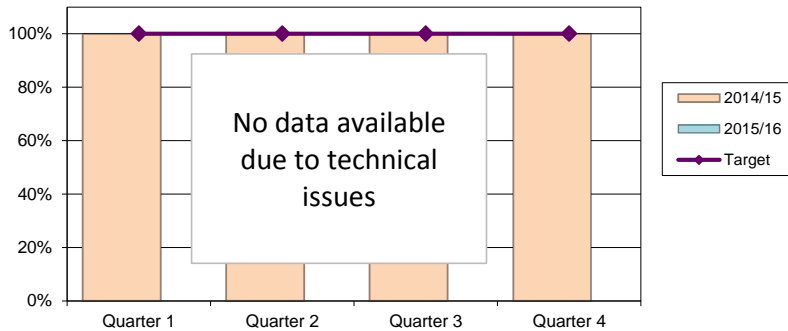 100%
80%
60%
40%
20%
0%
No data available
due to technical
issues
Quarter 1
Quarter 2
Quarter 3
Quarter 4
2014/15
2015/16
Target